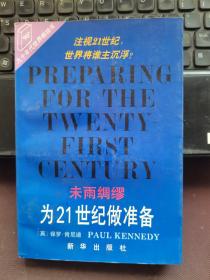 注视21世纪，
世界将谁主沉浮？
PREPARING
FOR THE
TWENTY
FIRST
CENTURY
未雨绸缪
为21世纪做准备
［英］保罗·肯尼迪 PAUL KENNEDY
新华出版社